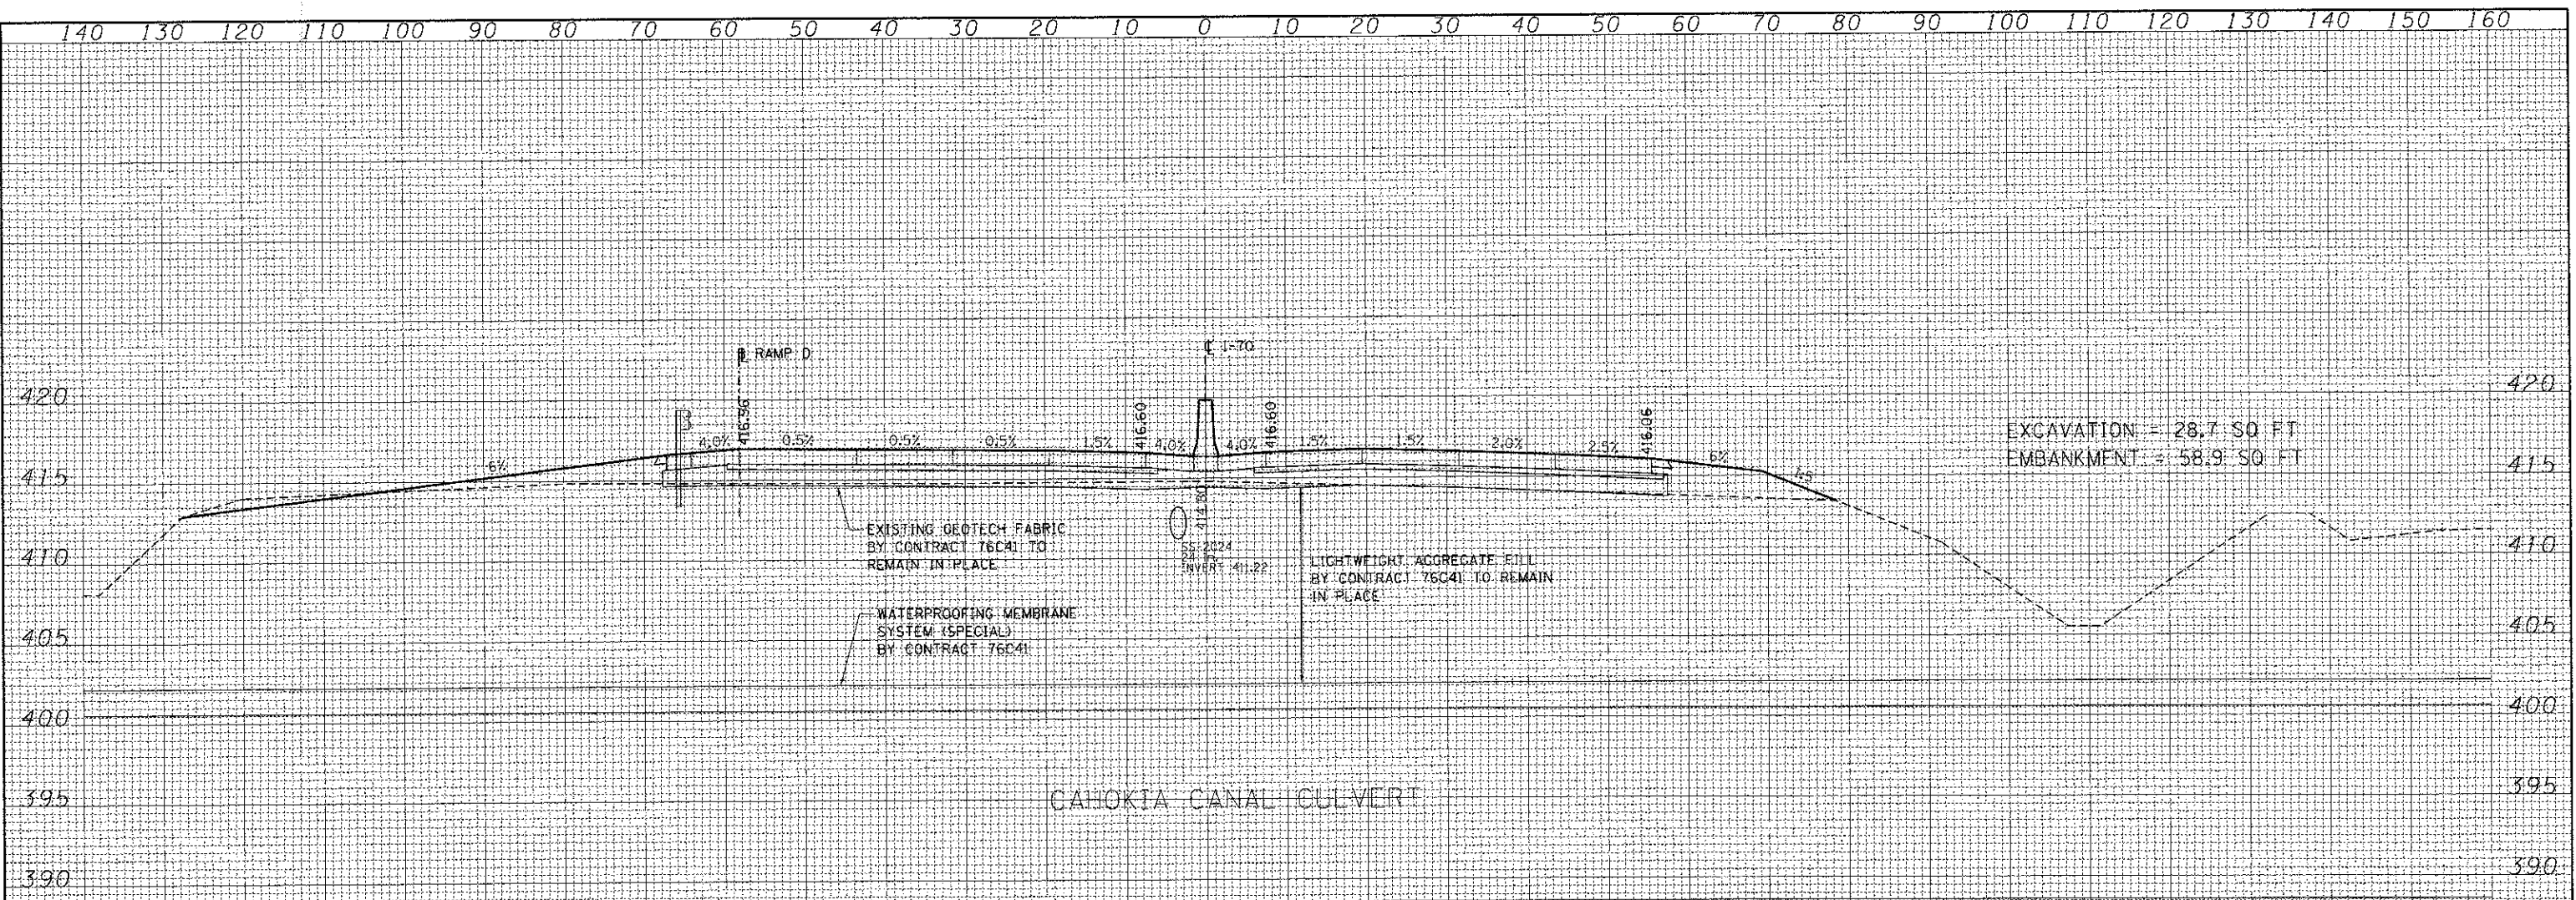 140 130 120 110 100 90 80 70 60 50 40 30 20 10 0 10 20 30 40 50 60 70 80 90 100 110 120 130 140 150 160
℄ I-70
RAMP D
420 420
416.36
416.60
416.60
416.06
EXCAVATION = 28.7 SQ FT
EMBANKMENT = 58.9 SQ FT
6% 4.0% 0.5% 0.5% 0.5% 1.5% 4.0% 4.0% 1.5% 1.5% 2.0% 2.5% 6%
415 415
414.80
EXISTING GEOTECH FABRIC
BY CONTRACT 76C41 TO
REMAIN IN PLACE
INVERT 411.22
LIGHTWEIGHT AGGREGATE FILL
BY CONTRACT 76C41 TO REMAIN
IN PLACE
410 410
WATERPROOFING MEMBRANE
SYSTEM (SPECIAL)
BY CONTRACT 76C41
405 405
400 400
CAHOKIA CANAL CULVERT
395 395
390 390